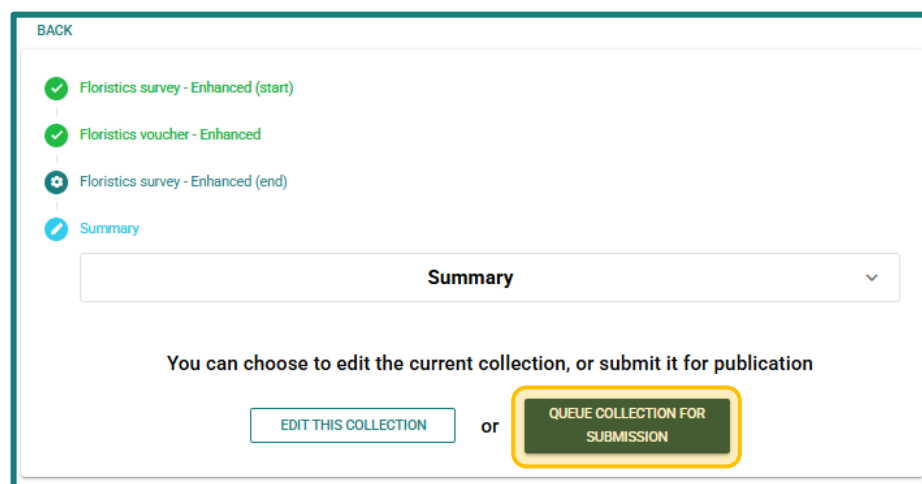 BACK
Floristics survey - Enhanced (start)
Floristics voucher - Enhanced
Floristics survey - Enhanced (end)
Summary
Summary
You can choose to edit the current collection, or submit it for publication
EDIT THIS COLLECTION
or
QUEUE COLLECTION FOR
SUBMISSION